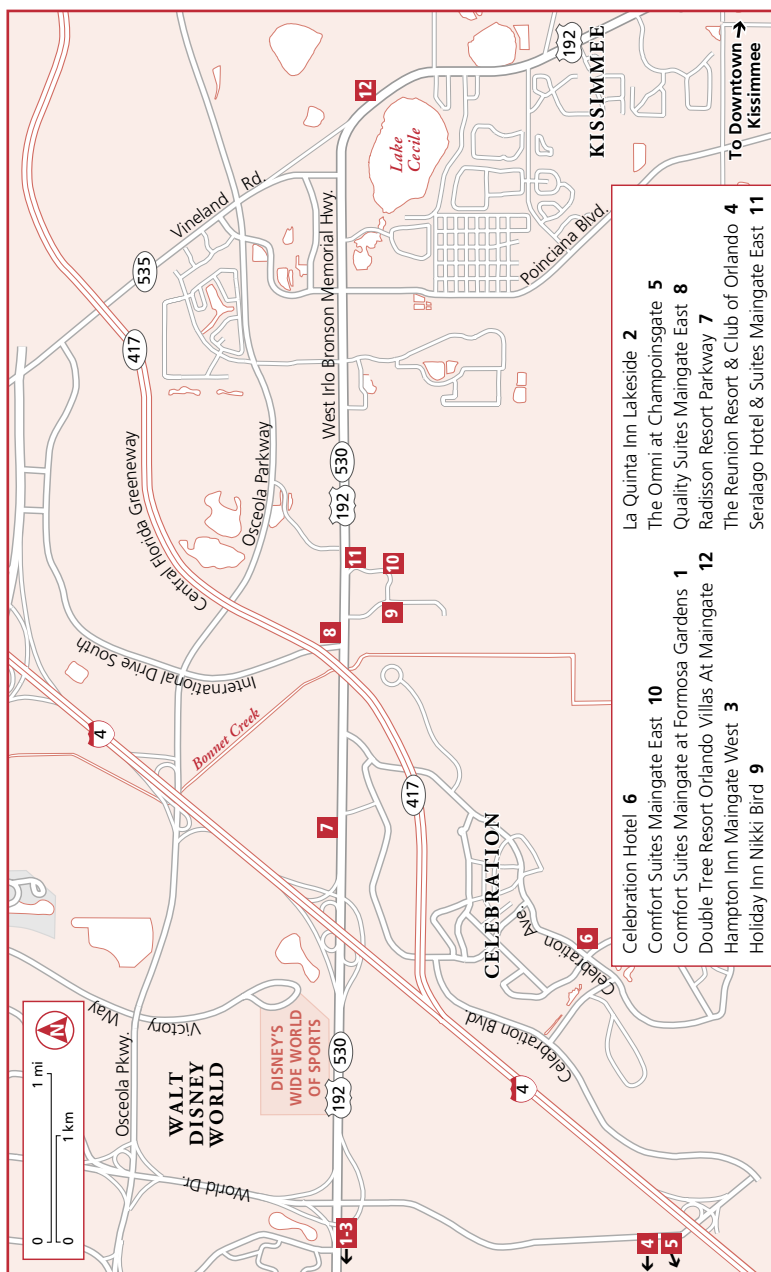 0 1 mi
0 1 km
N
Osceola Pkwy.
Victory Way
World Dr.
WALT
DISNEY
WORLD
DISNEY'S
WIDE WORLD
OF SPORTS
192
530
1-3
4
5
4
Celebration Blvd.
Celebration Ave.
CELEBRATION
6
417
7
Bonnet Creek
4
International Drive South
Central Florida Greeneway
Osceola Parkway
8
9
10
11
192
530
West Irlo Bronson Memorial Hwy.
417
535
Vineland Rd.
12
Lake
Cecile
Poinciana Blvd.
KISSIMMEE
192
To Downtown
Kissimmee
Celebration Hotel 6
Comfort Suites Maingate East 10
Comfort Suites Maingate at Formosa Gardens 1
Double Tree Resort Orlando Villas At Maingate 12
Hampton Inn Maingate West 3
Holiday Inn Nikki Bird 9
La Quinta Inn Lakeside 2
The Omni at Champoinsgate 5
Quality Suites Maingate East 8
Radisson Resort Parkway 7
The Reunion Resort & Club of Orlando 4
Seralago Hotel & Suites Maingate East 11